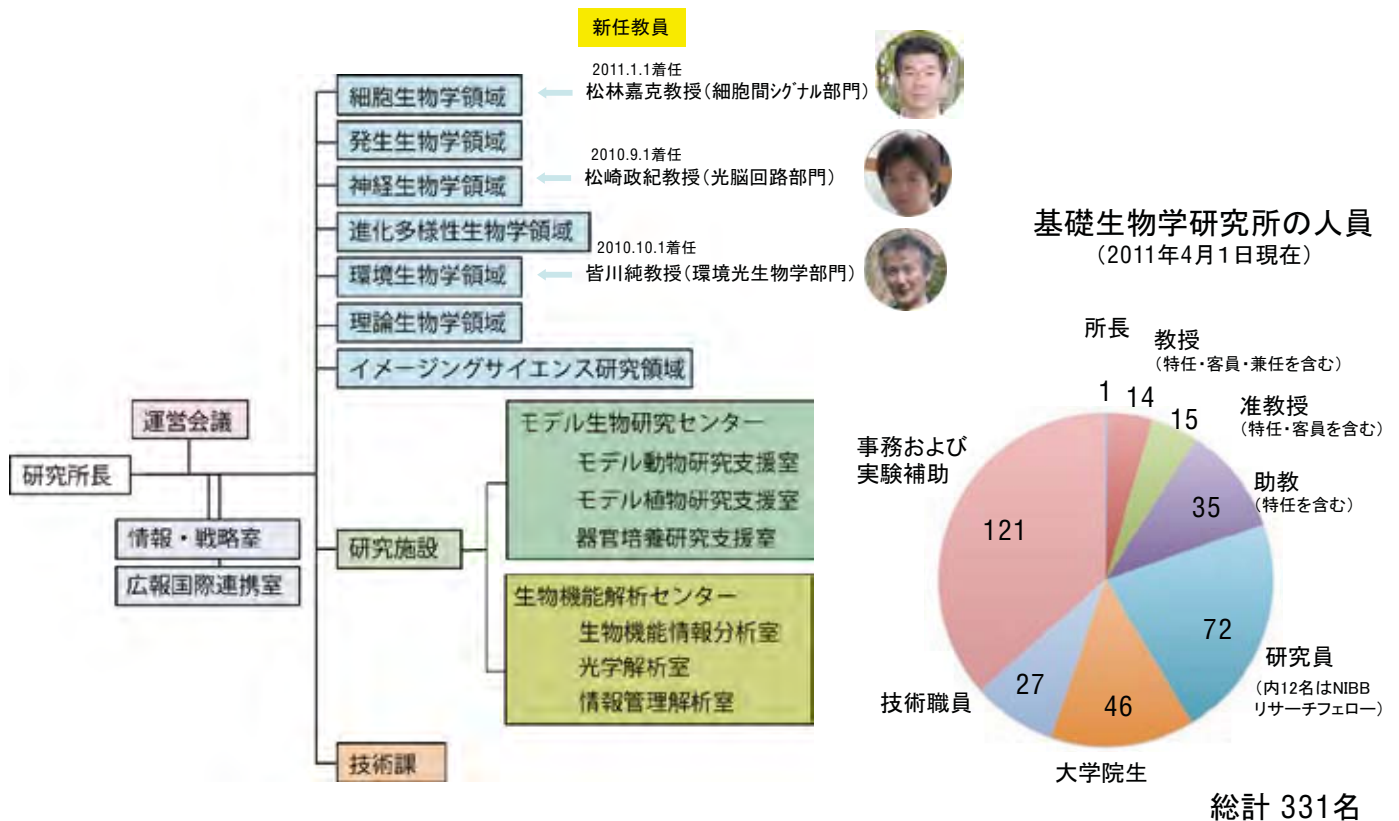 新任教員
2011.1.1着任
松林嘉克教授(細胞間ｼｸﾞﾅﾙ部門)
2010.9.1着任
松崎政紀教授(光脳回路部門)
2010.10.1着任
皆川純教授(環境光生物学部門)
細胞生物学領域
発生生物学領域
神経生物学領域
進化多様性生物学領域
環境生物学領域
理論生物学領域
イメージングサイエンス研究領域
運営会議
研究所長
情報・戦略室
広報国際連携室
研究施設
モデル生物研究センター
モデル動物研究支援室
モデル植物研究支援室
器官培養研究支援室
生物機能解析センター
生物機能情報分析室
光学解析室
情報管理解析室
技術課
基礎生物学研究所の人員
(2011年4月1日現在)
所長
1
教授
(特任・客員・兼任を含む)
14
准教授
(特任・客員を含む)
15
助教
(特任を含む)
35
研究員
(内12名はNIBB
リサーチフェロー)
72
大学院生
46
技術職員
27
事務および
実験補助
121
総計 331名